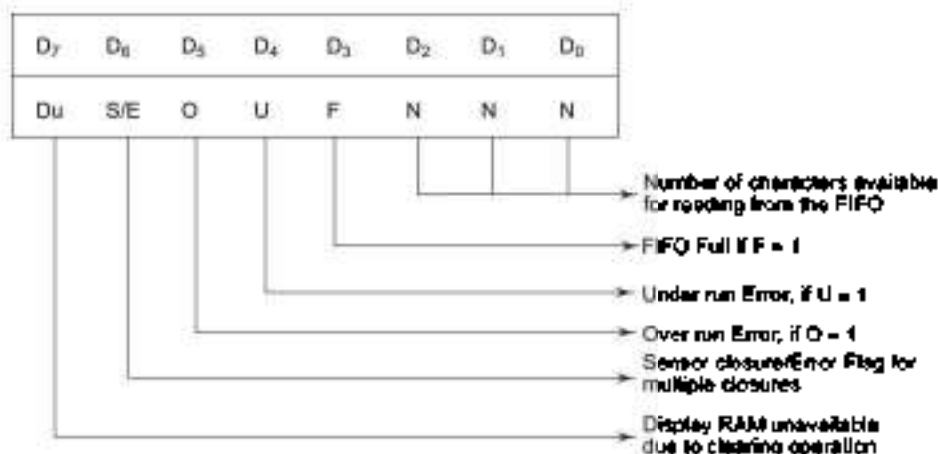 D₇ D₆ D₅ D₄ D₃ D₂ D₁ D₀
Du S/E O U F N N N
Number of characters available
for reading from the FIFO
FIFO Full if F = 1
Under run Error, if U = 1
Over run Error, if O = 1
Sensor closure/Error Flag for
multiple closures
Display RAM unavailable
due to clearing operation